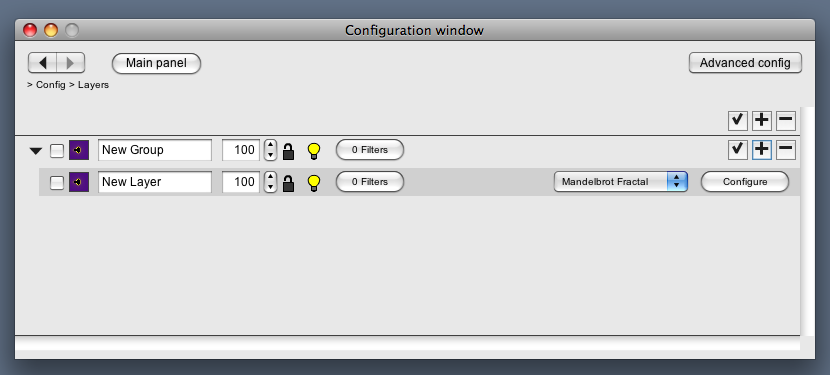 Configuration window
Main panel
Advanced config
> Config > Layers
New Group 100 0 Filters
New Layer 100 0 Filters Mandelbrot Fractal Configure